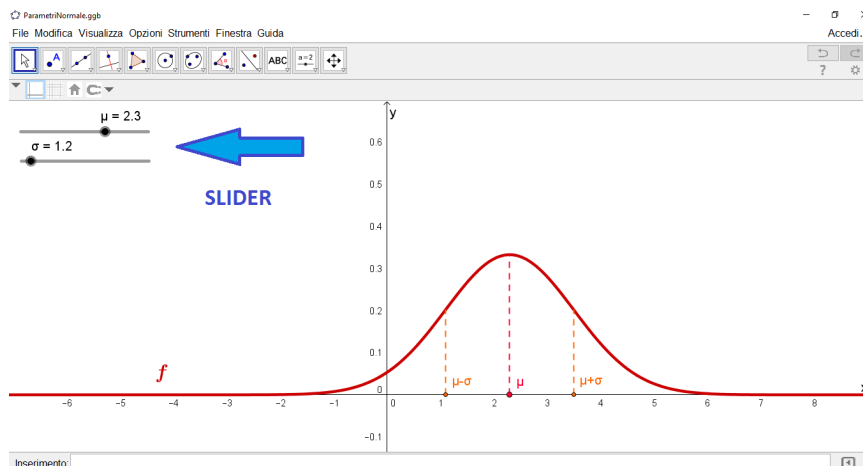 ParametriNormale.ggb
File Modifica Visualizza Opzioni Strumenti Finestra Guida
Accedi..
A
ABC
a=2
?
μ = 2.3
σ = 1.2
SLIDER
y
0.6
0.5
0.4
0.3
0.2
0.1
0
-0.1
f
μ-σ
μ
μ+σ
-6 -5 -4 -3 -2 -1 0 1 2 3 4 5 6 7 8
Inserimento: